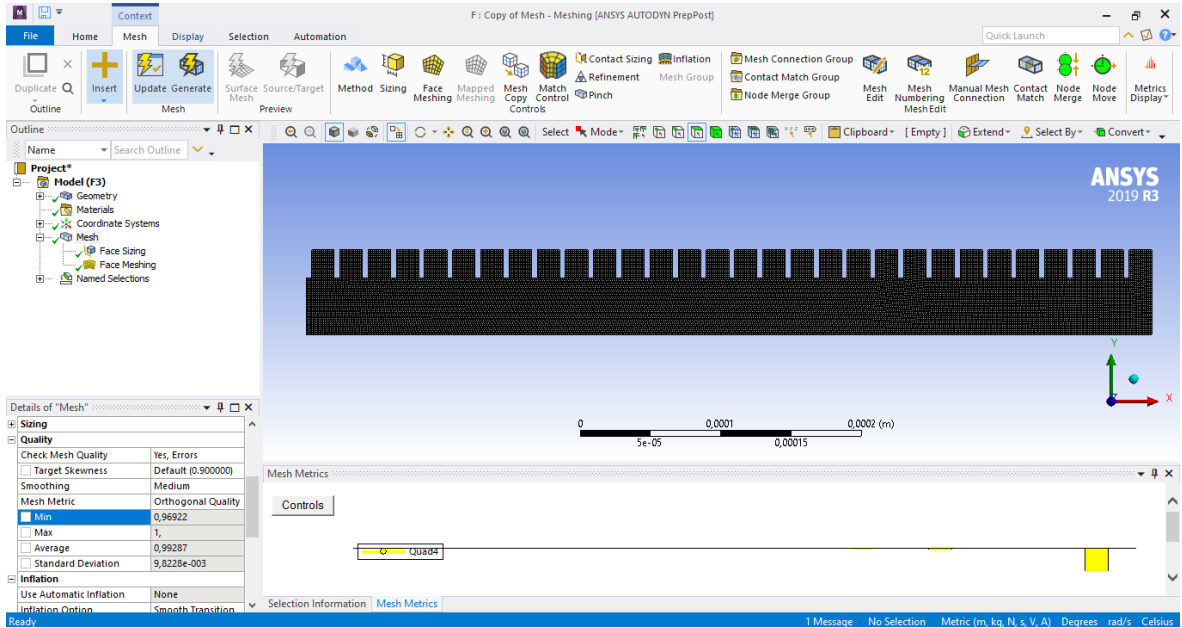 M
Context
F : Copy of Mesh - Meshing [ANSYS AUTODYN PrepPost]
File Home Mesh Display Selection Automation
Quick Launch
Duplicate Q
Outline
Insert
Update Generate
Mesh
Surface Mesh
Source/Target
Preview
Method Sizing
Face Meshing
Mapped Meshing
Mesh Copy
Match Control
Contact Sizing
Inflation
Refinement
Mesh Group
Pinch
Controls
Mesh Connection Group
Contact Match Group
Node Merge Group
Mesh Edit
Mesh Numbering
Manual Mesh Connection
Contact Match
Node Merge
Node Move
Mesh Edit
Metrics Display
Outline
Select Mode Clipboard [ Empty ] Extend Select By Convert
Name Search Outline
Project*
Model (F3)
Geometry
Materials
Coordinate Systems
Mesh
Face Sizing
Face Meshing
Named Selections
ANSYS
2019 R3
Y
X
0 0,0001 0,0002 (m)
5e-05 0,00015
Details of "Mesh"
Sizing
Quality
Check Mesh Quality Yes, Errors
Target Skewness Default (0.900000)
Smoothing Medium
Mesh Metric Orthogonal Quality
Min 0,96922
Max 1,
Average 0,99287
Standard Deviation 9,8228e-003
Inflation
Use Automatic Inflation None
Inflation Option Smooth Transition
Mesh Metrics
Controls
Quad4
Selection Information Mesh Metrics
Ready
1 Message No Selection Metric (m, kg, N, s, V, A) Degrees rad/s Celsius